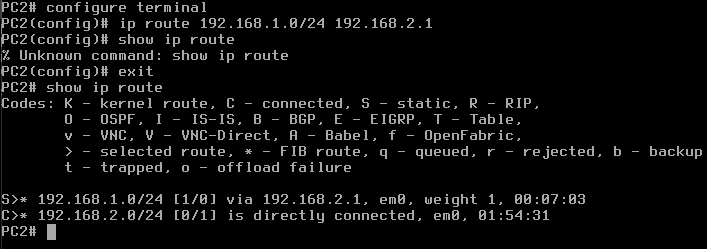 PC2# configure terminal
PC2(config)# ip route 192.168.1.0/24 192.168.2.1
PC2(config)# show ip route
% Unknown command: show ip route
PC2(config)# exit
PC2# show ip route
Codes: K - kernel route, C - connected, S - static, R - RIP,
       O - OSPF, I - IS-IS, B - BGP, E - EIGRP, T - Table,
       v - VNC, V - VNC-Direct, A - Babel, f - OpenFabric,
       > - selected route, * - FIB route, q - queued, r - rejected, b - backup
       t - trapped, o - offload failure

S>* 192.168.1.0/24 [1/0] via 192.168.2.1, em0, weight 1, 00:07:03
C>* 192.168.2.0/24 [0/1] is directly connected, em0, 01:54:31
PC2#